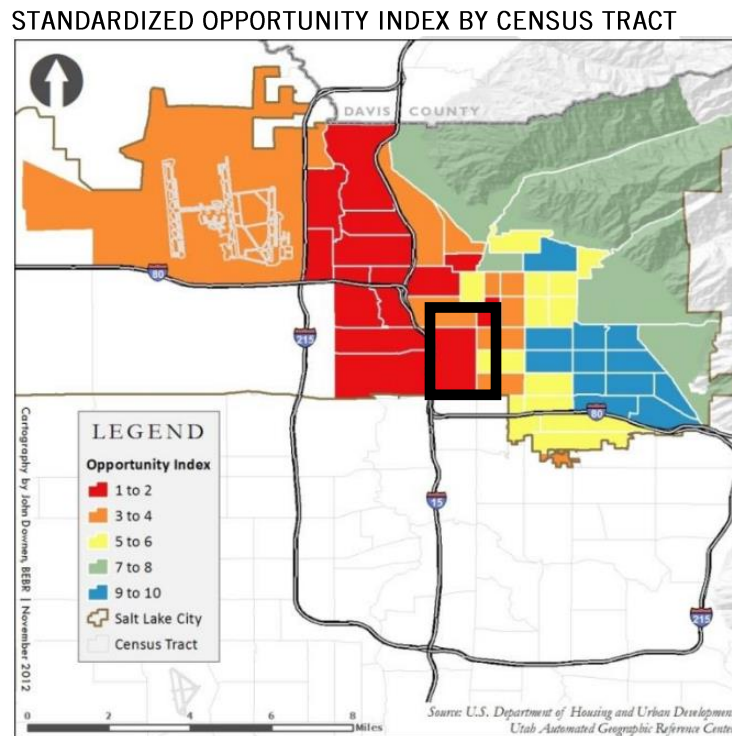 STANDARDIZED OPPORTUNITY INDEX BY CENSUS TRACT
DAVIS COUNTY
80
215
80
15
215
LEGEND
Opportunity Index
1 to 2
3 to 4
5 to 6
7 to 8
9 to 10
Salt Lake City
Census Tract
Cartography by John Downen, BEBR | November 2012
0 2 4 6 8
Miles
Source: U.S. Department of Housing and Urban Developmen
Utah Automated Geographic Reference Cente